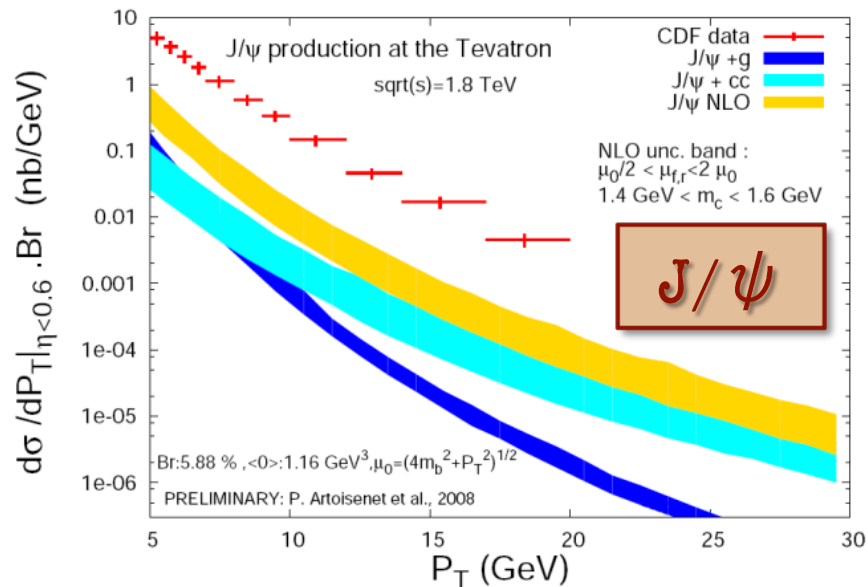 J/ψ production at the Tevatron
sqrt(s)=1.8 TeV
CDF data
J/ψ +g
J/ψ + cc
J/ψ NLO
NLO unc. band :
μ₀/2 < μf,r<2 μ₀
1.4 GeV < mc < 1.6 GeV
J/ψ
dσ /dPT|η<0.6 .Br (nb/GeV)
10
1
0.1
0.01
0.001
1e-04
1e-05
1e-06
Br:5.88 % ,<0>:1.16 GeV³,μ₀=(4mb²+PT²)^1/2
PRELIMINARY: P. Artoisenet et al., 2008
5 10 15 20 25 30
PT (GeV)